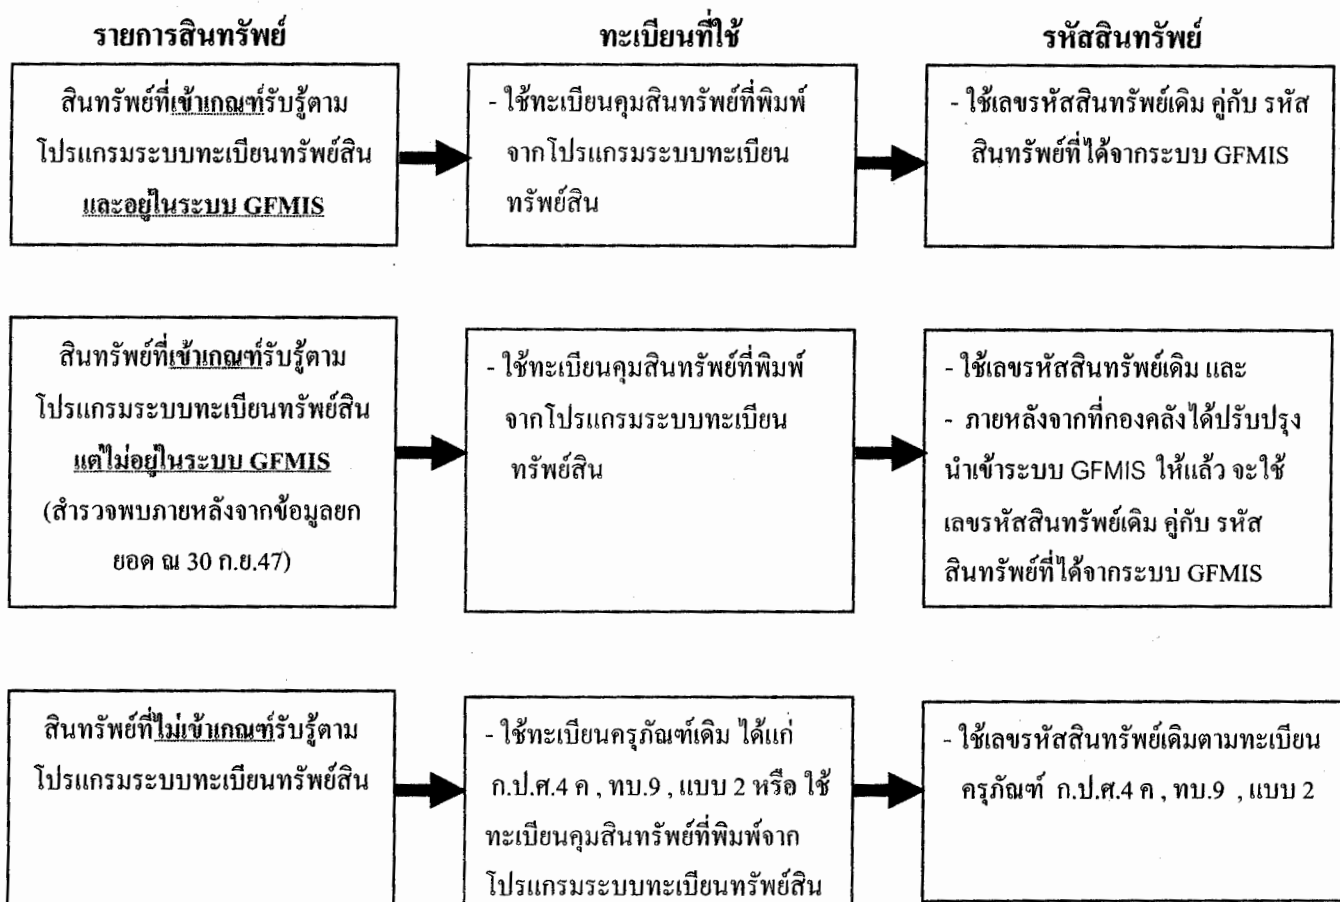 รายการสินทรัพย์
ทะเบียนที่ใช้
รหัสสินทรัพย์
สินทรัพย์ที่เข้าเกณฑ์รับรู้ตาม
โปรแกรมระบบทะเบียนทรัพย์สิน
และอยู่ในระบบ GFMIS
- ใช้ทะเบียนคุมสินทรัพย์ที่พิมพ์
จากโปรแกรมระบบทะเบียน
ทรัพย์สิน
- ใช้เลขรหัสสินทรัพย์เดิม คู่กับ รหัส
สินทรัพย์ที่ได้จากระบบ GFMIS
สินทรัพย์ที่เข้าเกณฑ์รับรู้ตาม
โปรแกรมระบบทะเบียนทรัพย์สิน
แต่ไม่อยู่ในระบบ GFMIS
(สำรวจพบภายหลังจากข้อมูลยก
ยอด ณ 30 ก.ย.47)
- ใช้ทะเบียนคุมสินทรัพย์ที่พิมพ์
จากโปรแกรมระบบทะเบียน
ทรัพย์สิน
- ใช้เลขรหัสสินทรัพย์เดิม และ
- ภายหลังจากที่กองคลังได้ปรับปรุง
นำเข้าระบบ GFMIS ให้แล้ว จะใช้
เลขรหัสสินทรัพย์เดิม คู่กับ รหัส
สินทรัพย์ที่ได้จากระบบ GFMIS
สินทรัพย์ที่ไม่เข้าเกณฑ์รับรู้ตาม
โปรแกรมระบบทะเบียนทรัพย์สิน
- ใช้ทะเบียนครุภัณฑ์เดิม ได้แก่
ก.ป.ศ.4 ค , ทบ.9 , แบบ 2 หรือ ใช้
ทะเบียนคุมสินทรัพย์ที่พิมพ์จาก
โปรแกรมระบบทะเบียนทรัพย์สิน
- ใช้เลขรหัสสินทรัพย์เดิมตามทะเบียน
ครุภัณฑ์ ก.ป.ศ.4 ค , ทบ.9 , แบบ 2